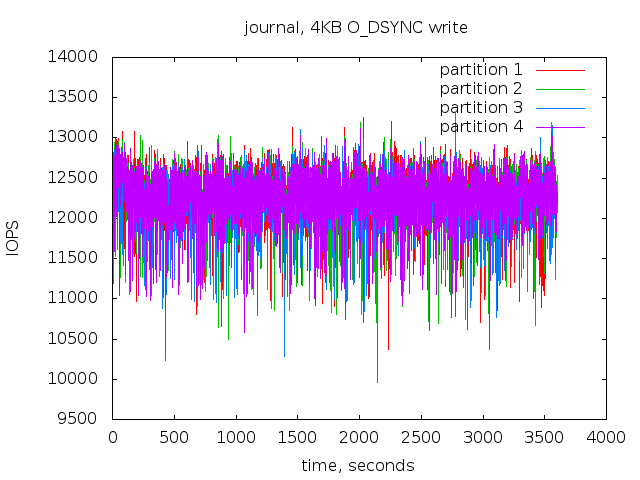 journal, 4KB O_DSYNC write
14000
13500
13000
12500
12000
11500
11000
10500
10000
9500
IOPS
partition 1
partition 2
partition 3
partition 4
0 500 1000 1500 2000 2500 3000 3500 4000
time, seconds